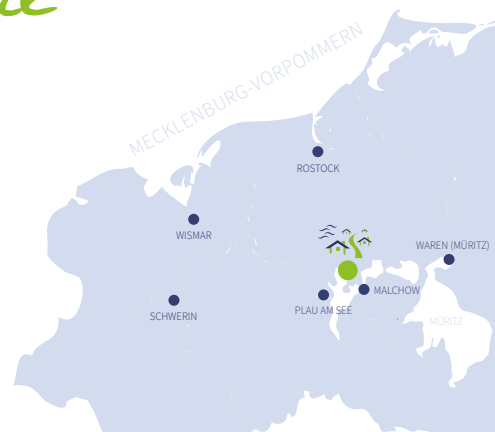 MECKLENBURG-VORPOMMERN
ROSTOCK
WISMAR
WAREN (MÜRITZ)
MALCHOW
PLAU AM SEE
SCHWERIN
MÜRITZ